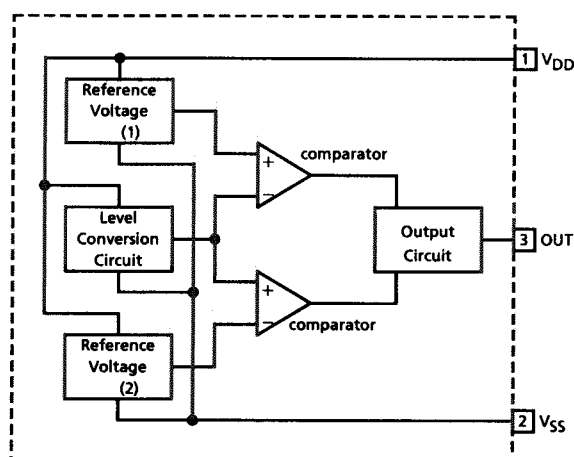 1 VDD
Reference
Voltage
(1)
comparator
+
−
Level
Conversion
Circuit
Output
Circuit
3 OUT
+
−
comparator
Reference
Voltage
(2)
2 VSS